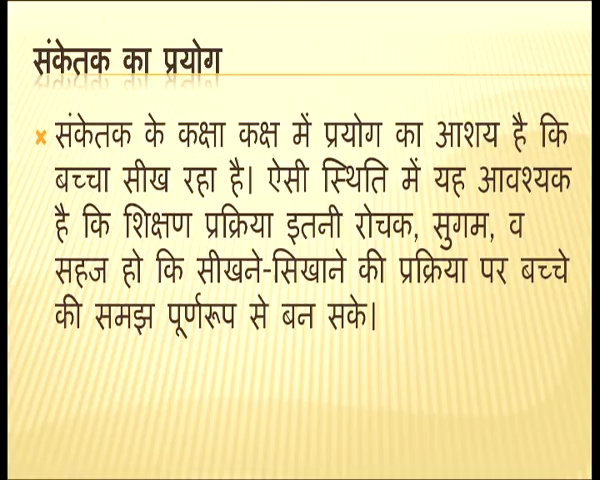 संकेतक का प्रयोग
संकेतक के कक्षा कक्ष में प्रयोग का आशय है कि
बच्चा सीख रहा है। ऐसी स्थिति में यह आवश्यक
है कि शिक्षण प्रक्रिया इतनी रोचक, सुगम, व
सहज हो कि सीखने-सिखाने की प्रक्रिया पर बच्चे
की समझ पूर्णरूप से बन सके।